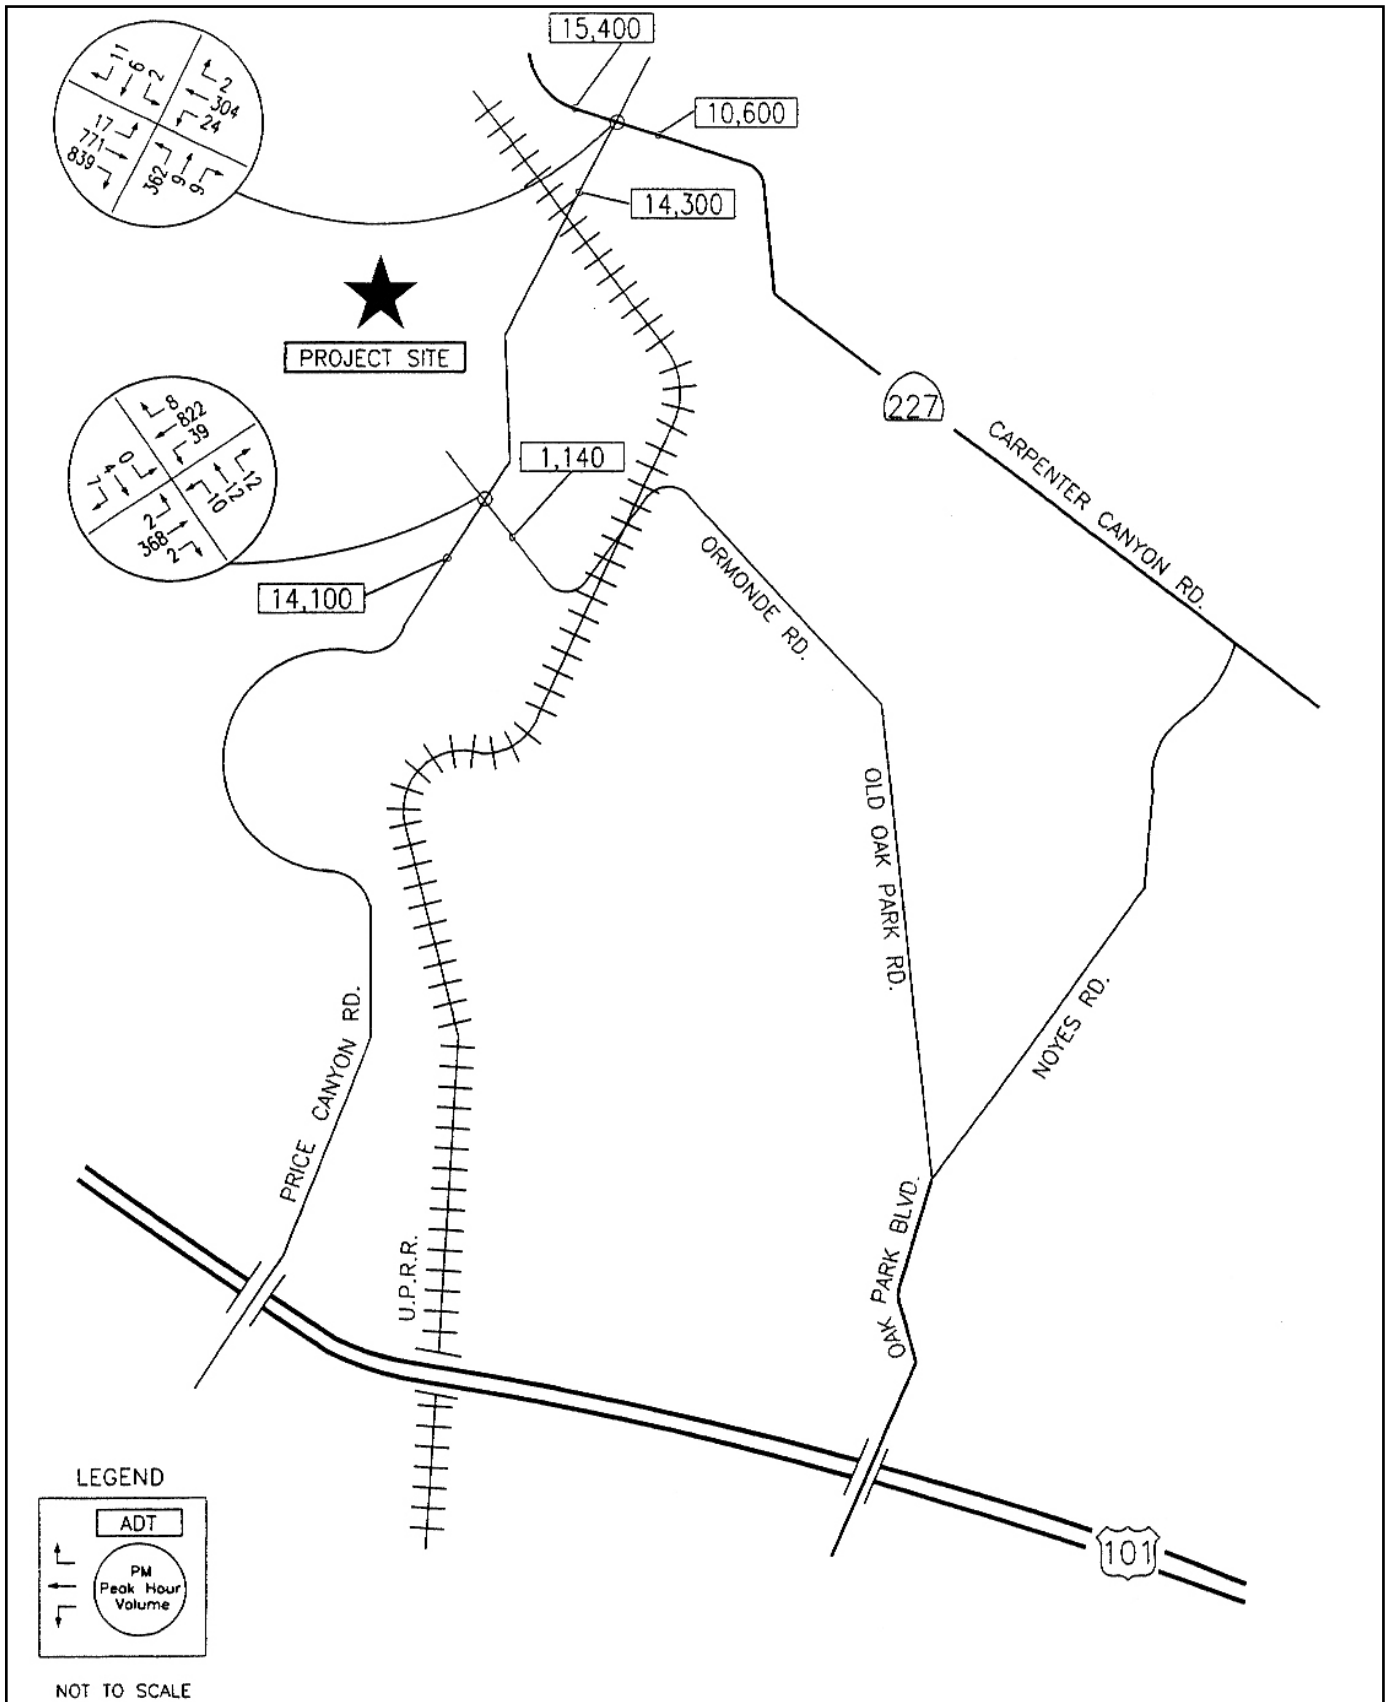 15,400
11
6
2
2
304
24
17
771
839
362
9
9
10,600
14,300
PROJECT SITE
227
CARPENTER CANYON RD.
8
822
39
7
4
0
2
368
2
10
12
12
1,140
14,100
ORMONDE RD.
OLD OAK PARK RD.
NOYES RD.
PRICE CANYON RD.
U.P.R.R.
OAK PARK BLVD.
101
LEGEND
ADT
PM
Peak Hour
Volume
NOT TO SCALE